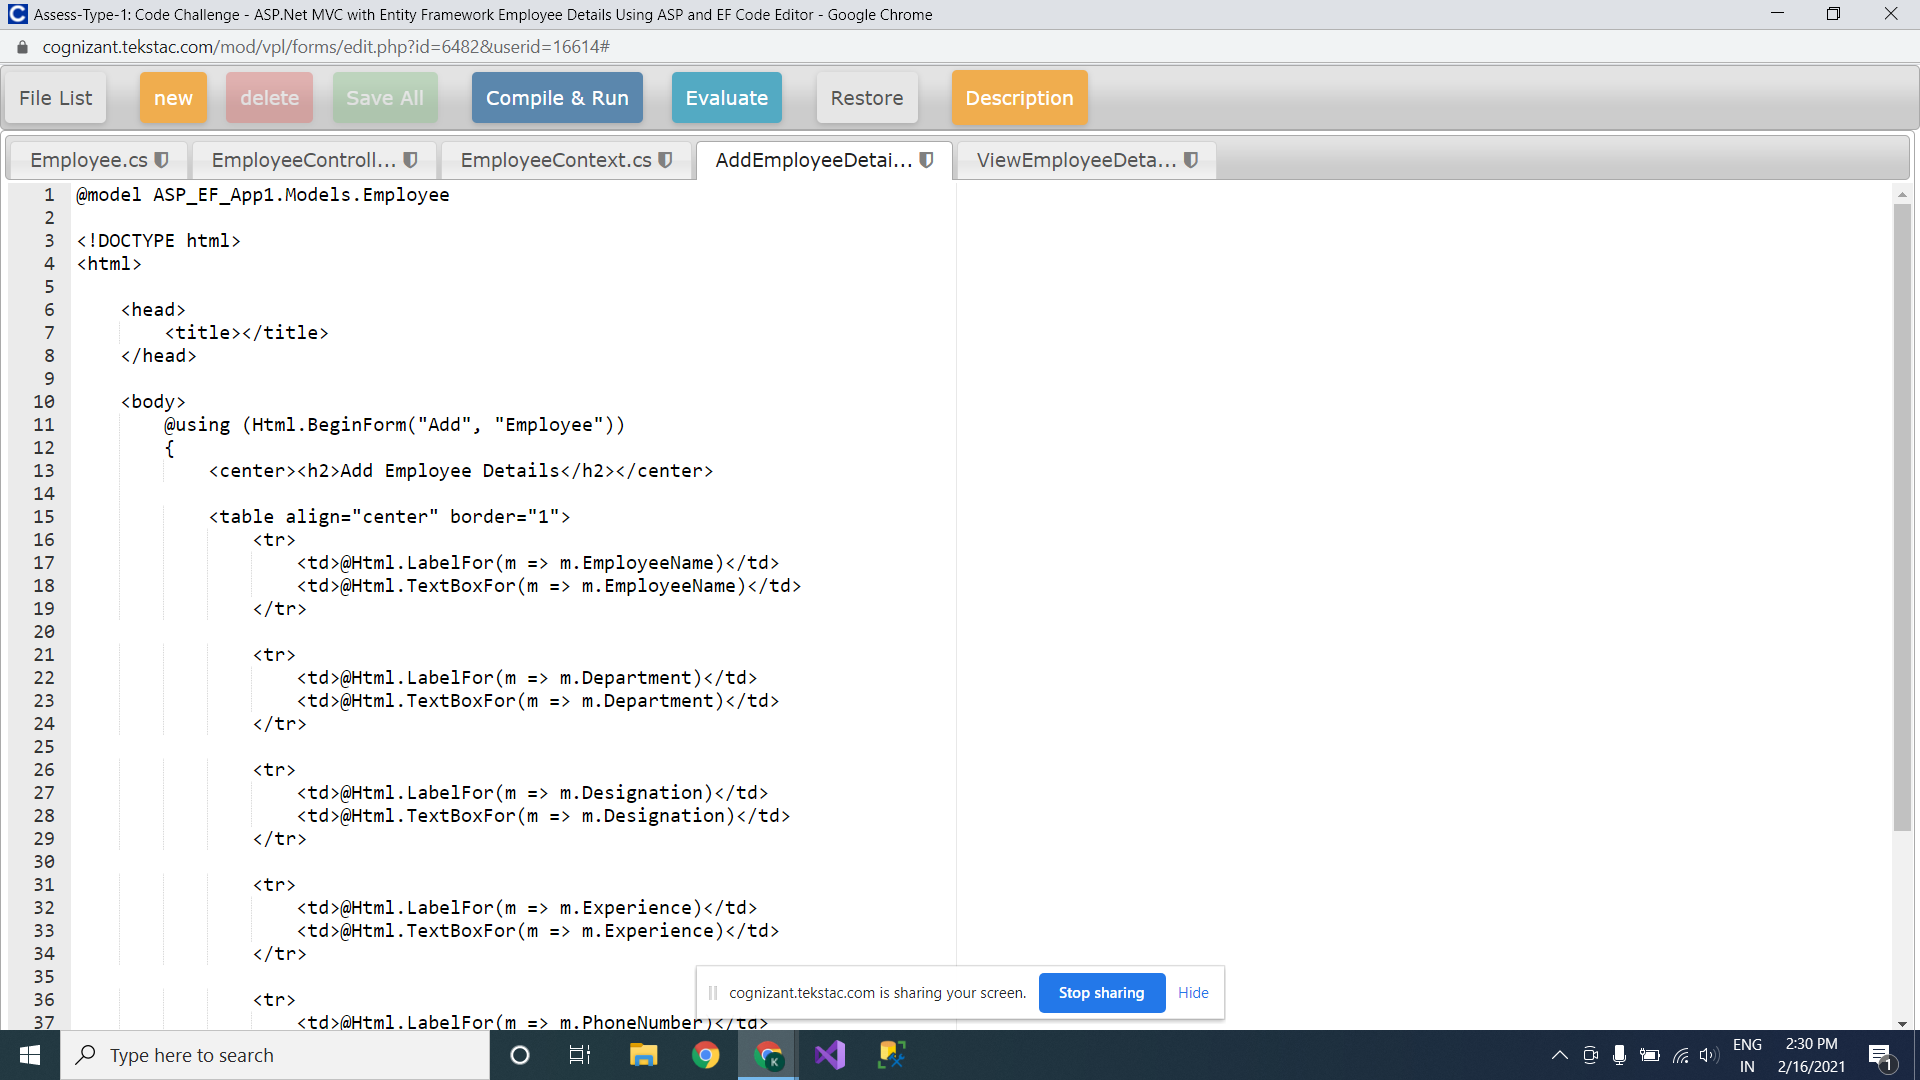 Assess-Type-1: Code Challenge - ASP.Net MVC with Entity Framework Employee Details Using ASP and EF Code Editor - Google Chrome
cognizant.tekstac.com/mod/vpl/forms/edit.php?id=6482&userid=16614#
File List new delete Save All Compile & Run Evaluate Restore Description
Employee.cs EmployeeControll... EmployeeContext.cs AddEmployeeDetai... ViewEmployeeDeta...
1 @model ASP_EF_App1.Models.Employee
2
3 <!DOCTYPE html>
4 <html>
5
6 <head>
7 <title></title>
8 </head>
9
10 <body>
11 @using (Html.BeginForm("Add", "Employee"))
12 {
13 <center><h2>Add Employee Details</h2></center>
14
15 <table align="center" border="1">
16 <tr>
17 <td>@Html.LabelFor(m => m.EmployeeName)</td>
18 <td>@Html.TextBoxFor(m => m.EmployeeName)</td>
19 </tr>
20
21 <tr>
22 <td>@Html.LabelFor(m => m.Department)</td>
23 <td>@Html.TextBoxFor(m => m.Department)</td>
24 </tr>
25
26 <tr>
27 <td>@Html.LabelFor(m => m.Designation)</td>
28 <td>@Html.TextBoxFor(m => m.Designation)</td>
29 </tr>
30
31 <tr>
32 <td>@Html.LabelFor(m => m.Experience)</td>
33 <td>@Html.TextBoxFor(m => m.Experience)</td>
34 </tr>
35
36 <tr>
37 <td>@Html.LabelFor(m => m.PhoneNumber)</td>
cognizant.tekstac.com is sharing your screen. Stop sharing Hide
Type here to search
K
ENG
IN
2:30 PM
2/16/2021
1